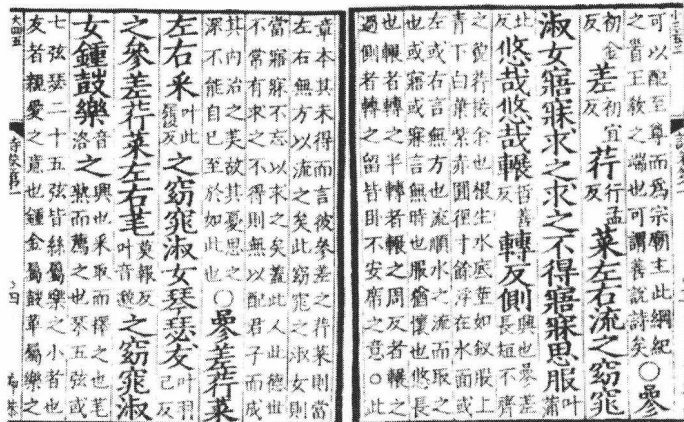 可以配至尊而爲宗廟主此綱紀
之首王教之端也可謂善說詩矣○參
初金反差初宜反荇行孟反菜左右流之窈窕
淑女寤寐求之求之不得寤寐思服叶蒲
北反悠哉悠哉輾哲善反轉反側興也參差長短不齊
之貌荇接余也根生水底莖如釵股上
青下白葉紫赤圓徑寸餘浮在水面或
左或右言無方也流順水之流而取之
也或寤或寐言無時也服猶懷也悠長
也輾者轉之半轉者輾之周反者輾之
過側者轉之留皆卧不安席之意○此
章本其未得而言彼參差之荇菜則當
左右無方以流之矣此窈窕之淑女則
當寤寐不忘以求之矣蓋此人此德世
不常有求之不得則無以配君子而成
其內治之美故其憂思之
深不能自已至於如此也○參差荇菜
左右采叶此禮反之窈窕淑女琴瑟友叶羽己反
之參差荇菜左右芼莫報反叶音邈之窈窕淑
女鍾鼓樂音洛之興也采取而擇之也芼熟而薦之也琴五弦或
七弦瑟二十五弦皆絲屬樂之小者也
友者親愛之意也鍾金屬鼓革屬樂之
詩卷第一
四